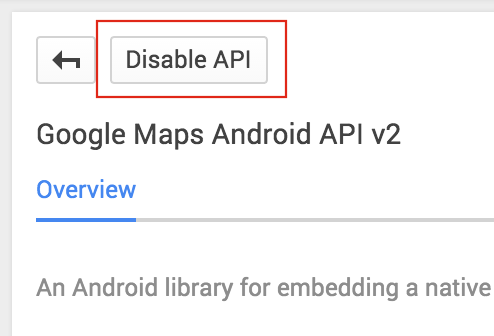 Disable API
Google Maps Android API v2
Overview
An Android library for embedding a native